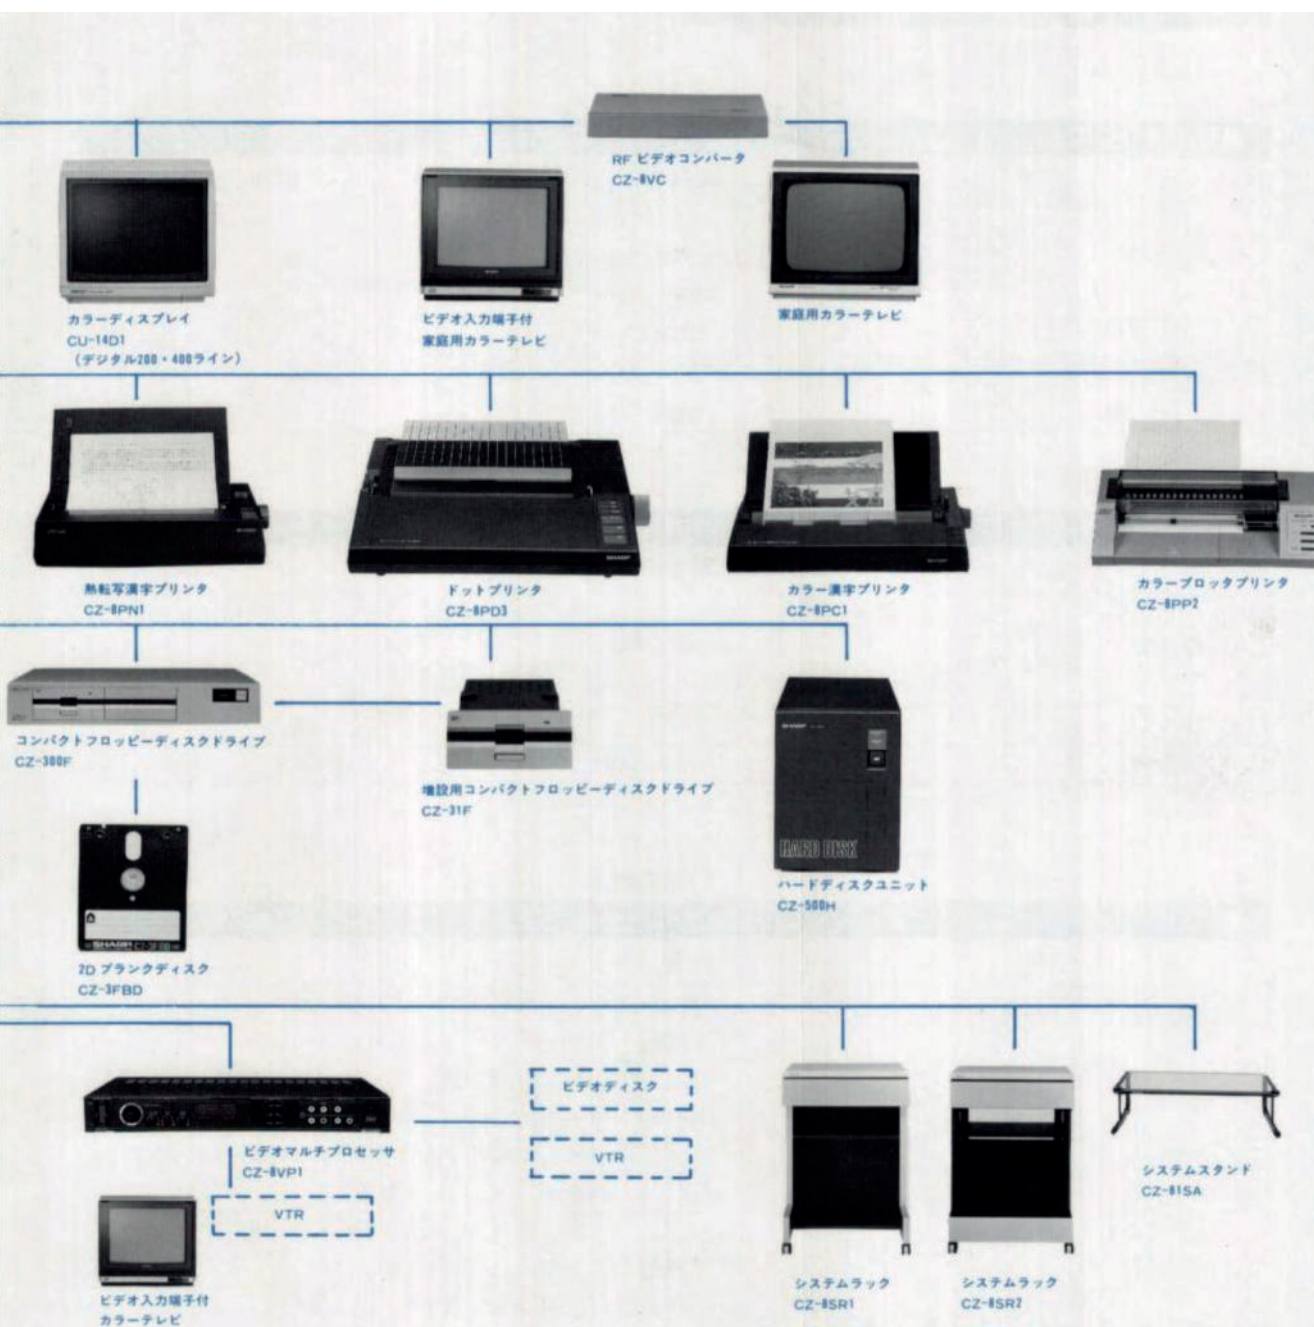 RF ビデオコンバータ
CZ-8VC
カラーディスプレイ
CU-14D1
(デジタル200・400ライン)
ビデオ入力端子付
家庭用カラーテレビ
家庭用カラーテレビ
熱転写漢字プリンタ
CZ-8PN1
ドットプリンタ
CZ-8PD3
カラー漢字プリンタ
CZ-8PC1
カラープロッタプリンタ
CZ-8PP2
SHARP
コンパクトフロッピーディスクドライブ
CZ-300F
増設用コンパクトフロッピーディスクドライブ
CZ-31F
SHARP
HARD DISK
ハードディスクユニット
CZ-500H
SHARP CZ-3FBD
2D ブランクディスク
CZ-3FBD
ビデオマルチプロセッサ
CZ-8VP1
ビデオディスク
VTR
VTR
ビデオ入力端子付
カラーテレビ
システムラック
CZ-8SR1
システムラック
CZ-8SR2
システムスタンド
CZ-81SA